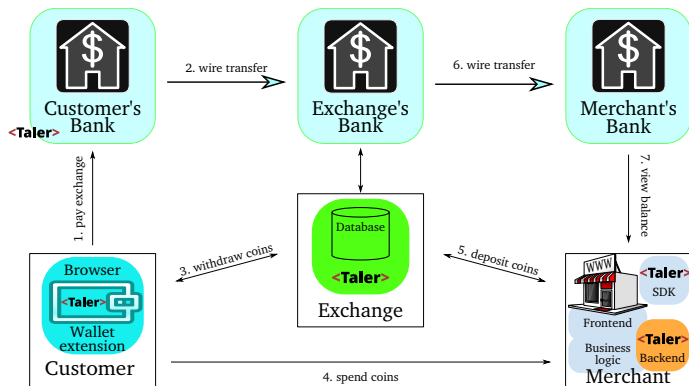 $
$
$
2. wire transfer
6. wire transfer
Customer's
Bank
Exchange's
Bank
Merchant's
Bank
<Taler>
1. pay exchange
7. view balance
Database
<Taler>
Exchange
3. withdraw coins
5. deposit coins
Browser
<Taler>
Wallet
extension
Customer
WWW
<Taler>
SDK
Frontend
Business
logic
<Taler>
Backend
Merchant
4. spend coins